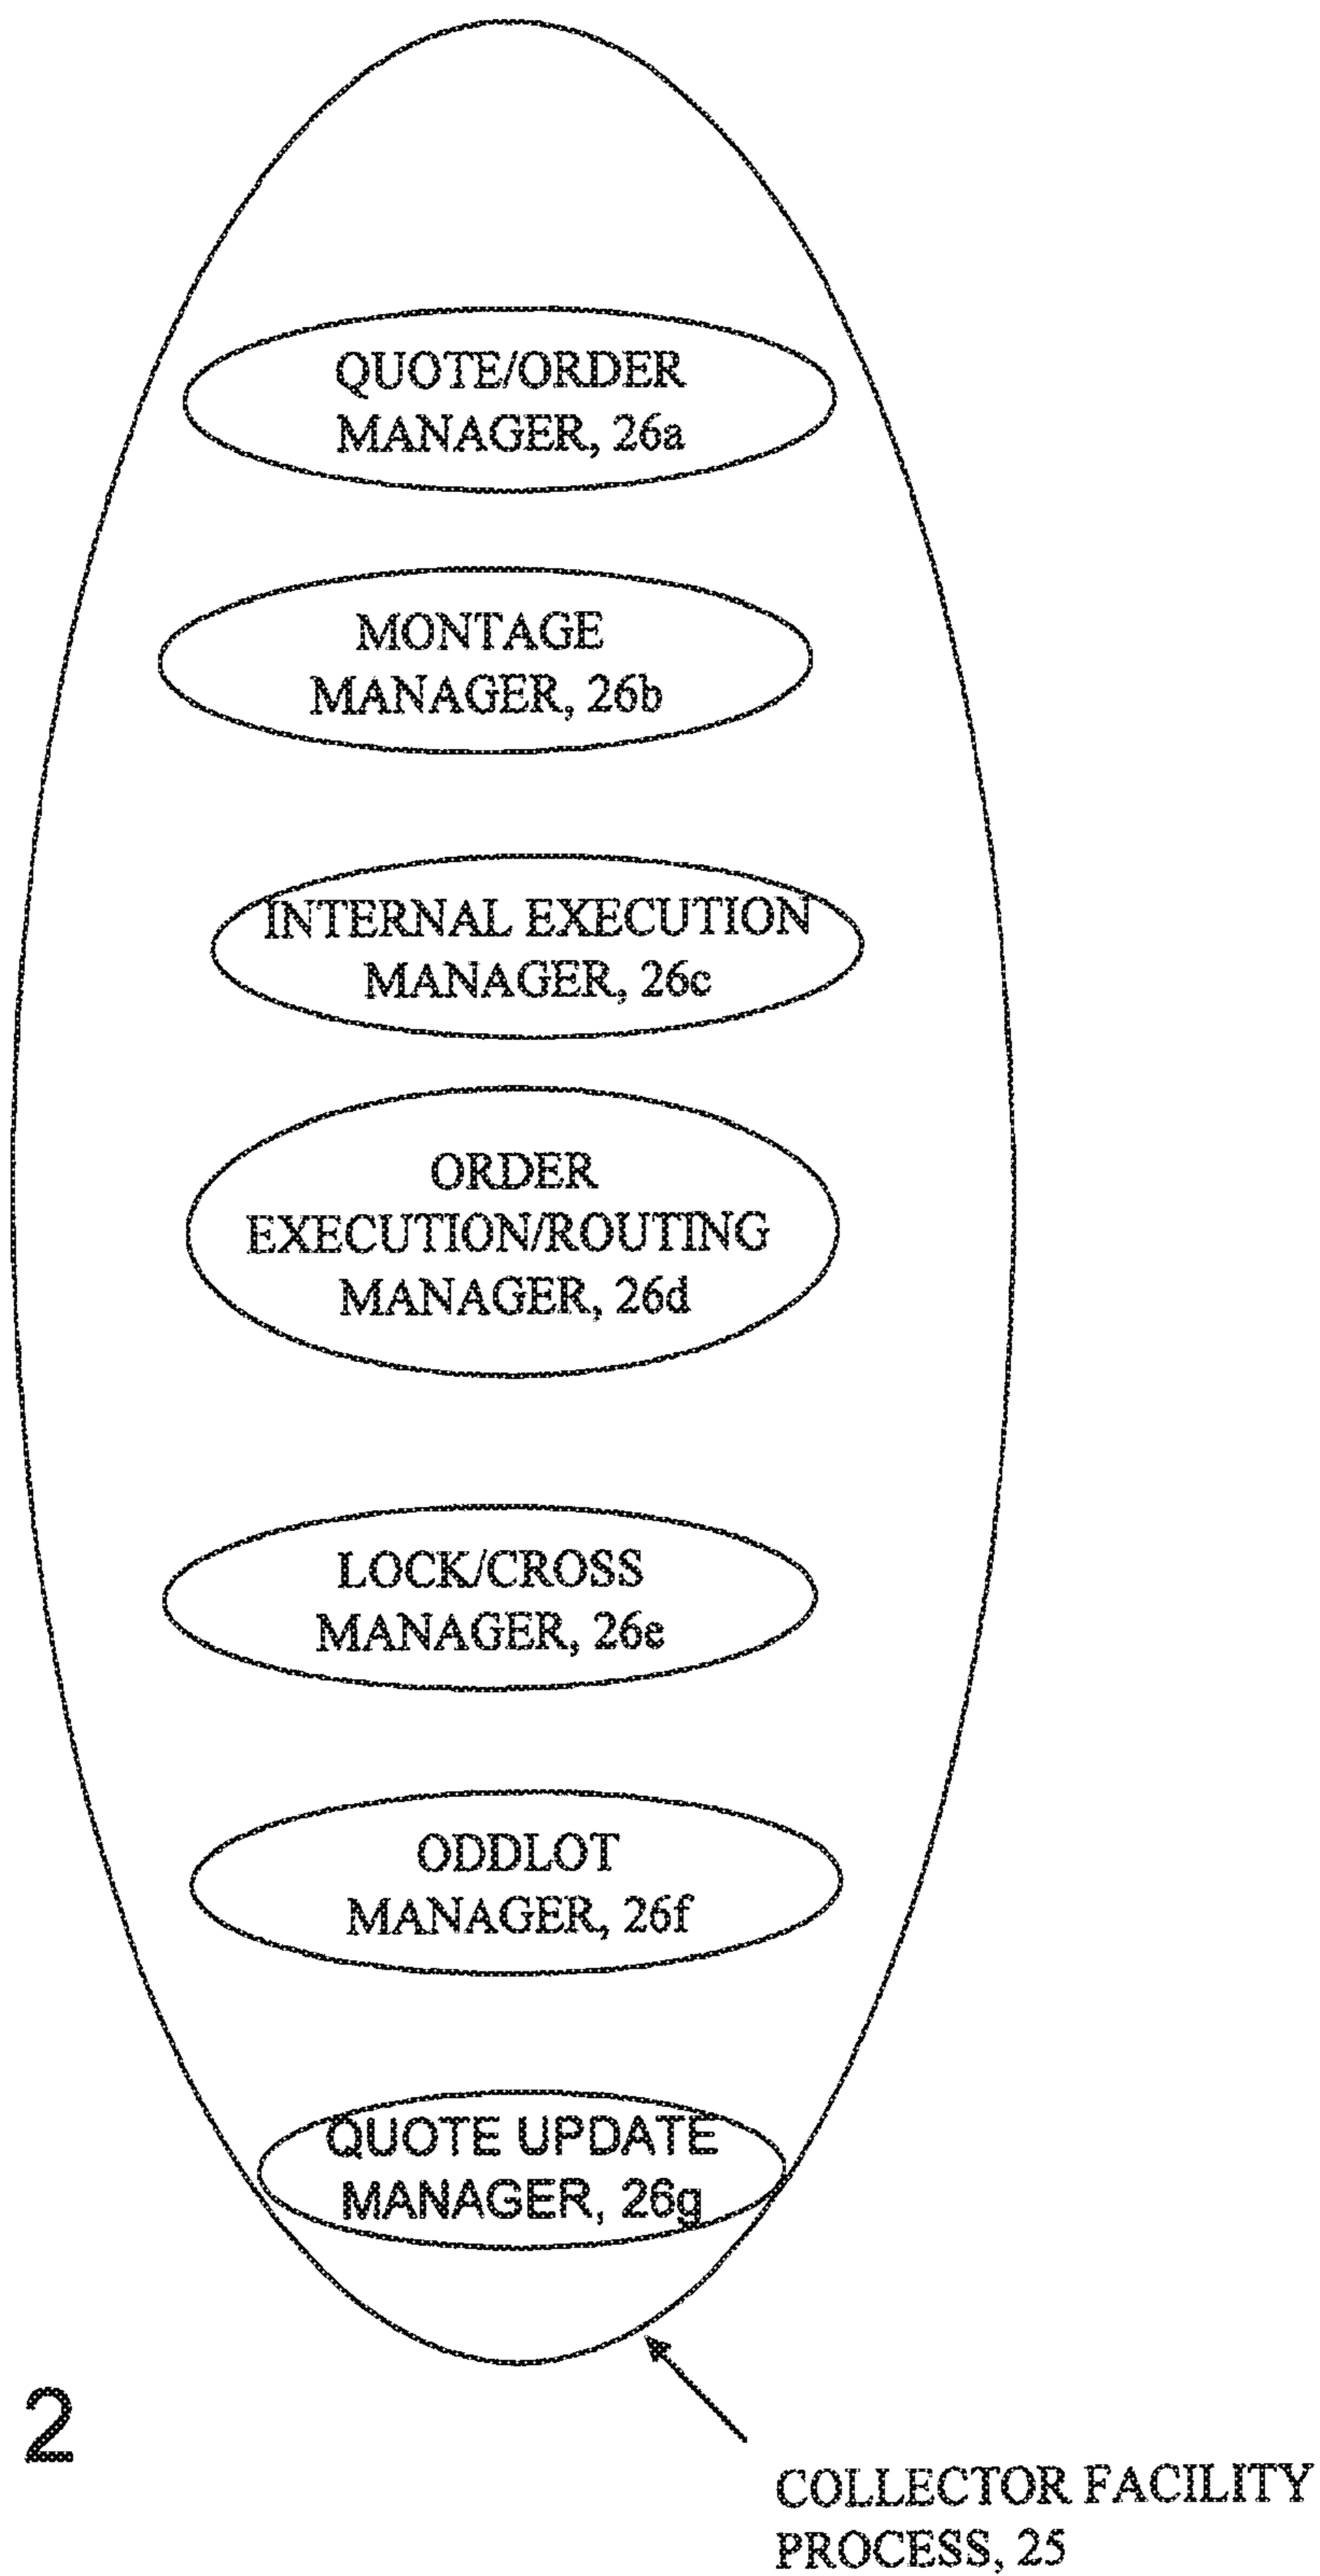 QUOTE/ORDER
MANAGER, 26a
MONTAGE
MANAGER, 26b
INTERNAL EXECUTION
MANAGER, 26c
ORDER
EXECUTION/ROUTING
MANAGER, 26d
LOCK/CROSS
MANAGER, 26e
ODDLOT
MANAGER, 26f
QUOTE UPDATE
MANAGER, 26g
2
COLLECTOR FACILITY
PROCESS, 25